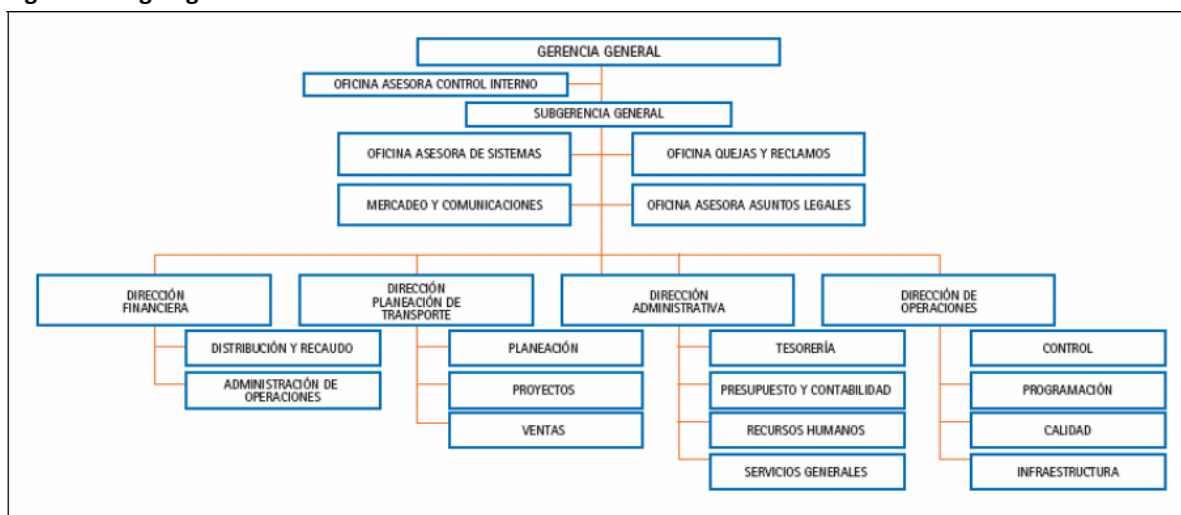 GERENCIA GENERAL
OFICINA ASESORA CONTROL INTERNO
SUBGERENCIA GENERAL
OFICINA ASESORA DE SISTEMAS
OFICINA QUEJAS Y RECLAMOS
MERCADEO Y COMUNICACIONES
OFICINA ASESORA ASUNTOS LEGALES
DIRECCIÓN
FINANCIERA
DISTRIBUCIÓN Y RECAUDO
ADMINISTRACIÓN DE
OPERACIONES
DIRECCIÓN
PLANEACIÓN DE
TRANSPORTE
PLANEACIÓN
PROYECTOS
VENTAS
DIRECCIÓN
ADMINISTRATIVA
TESORERÍA
PRESUPUESTO Y CONTABILIDAD
RECURSOS HUMANOS
SERVICIOS GENERALES
DIRECCIÓN DE
OPERACIONES
CONTROL
PROGRAMACIÓN
CALIDAD
INFRAESTRUCTURA